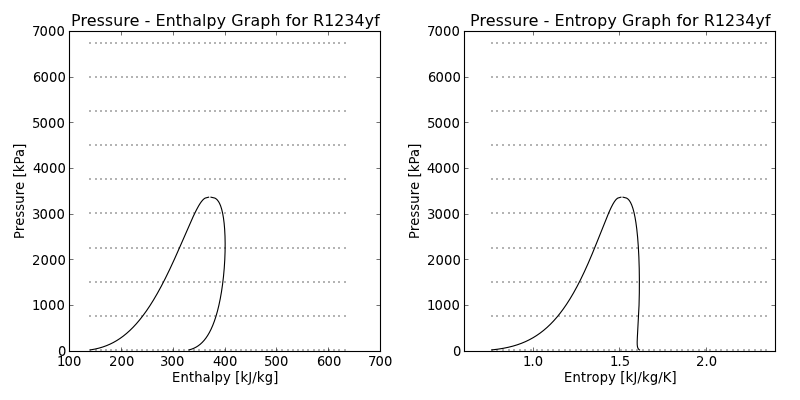 Pressure - Enthalpy Graph for R1234yf
7000
6000
5000
4000
3000
2000
1000
0
Pressure [kPa]
100 200 300 400 500 600 700
Enthalpy [kJ/kg]
Pressure - Entropy Graph for R1234yf
7000
6000
5000
4000
3000
2000
1000
0
Pressure [kPa]
1.0 1.5 2.0
Entropy [kJ/kg/K]